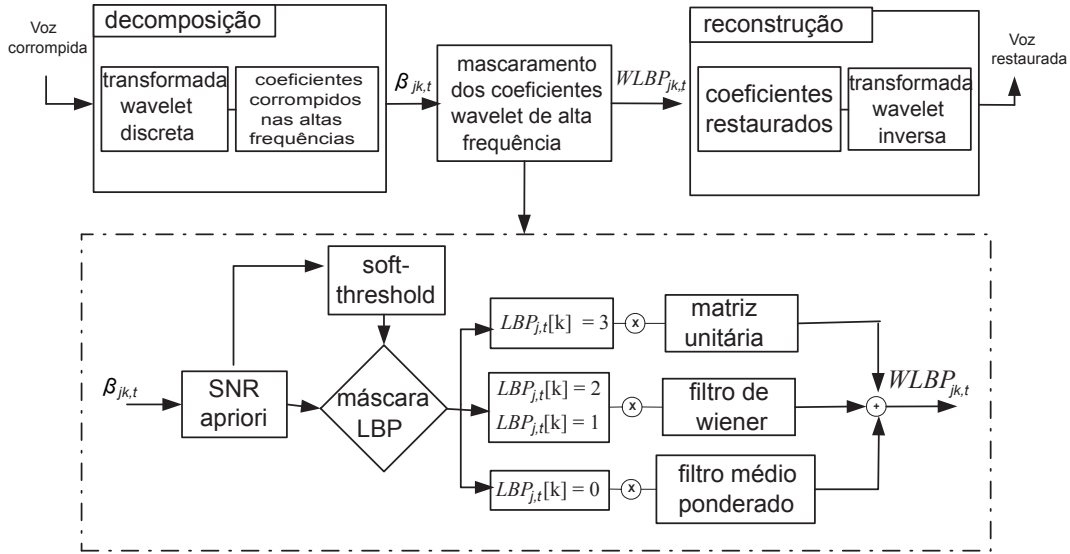 Voz
corrompida
decomposição
transformada
wavelet
discreta
coeficientes
corrompidos
nas altas
frequências
β jk,t
mascaramento
dos coeficientes
wavelet de alta
frequência
WLBP jk,t
reconstrução
coeficientes
restaurados
transformada
wavelet
inversa
Voz
restaurada
soft-
threshold
β jk,t
SNR
apriori
máscara
LBP
LBP j,t [k] = 3
x
matriz
unitária
LBP j,t [k] = 2
LBP j,t [k] = 1
x
filtro de
wiener
LBP j,t [k] = 0
x
filtro médio
ponderado
+
WLBP jk,t